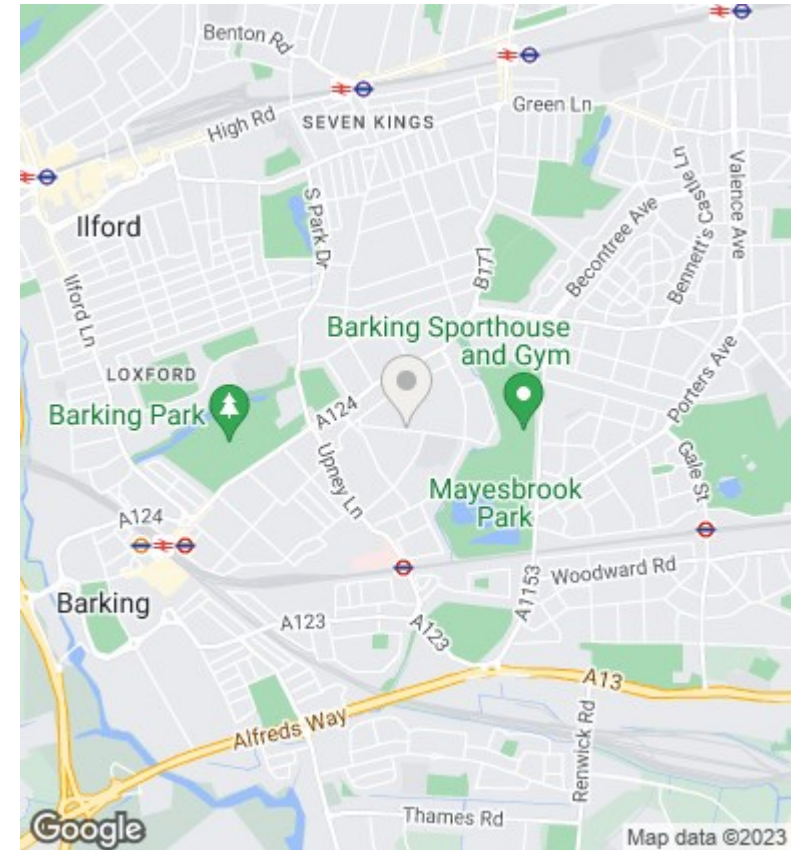 Benton Rd
Green Ln
High Rd
SEVEN KINGS
Valence Ave
Bennett's Castle Ln
Ilford
S Park Dr
Becontree Ave
B177
Ilford Ln
Barking Sporthouse
and Gym
LOXFORD
Porters Ave
Barking Park
A124
Upney Ln
Gale St
Mayesbrook
Park
A124
Woodward Rd
A1153
Barking
A123
A123
A13
Alfreds Way
Renwick Rd
Thames Rd
Google
Map data ©2023